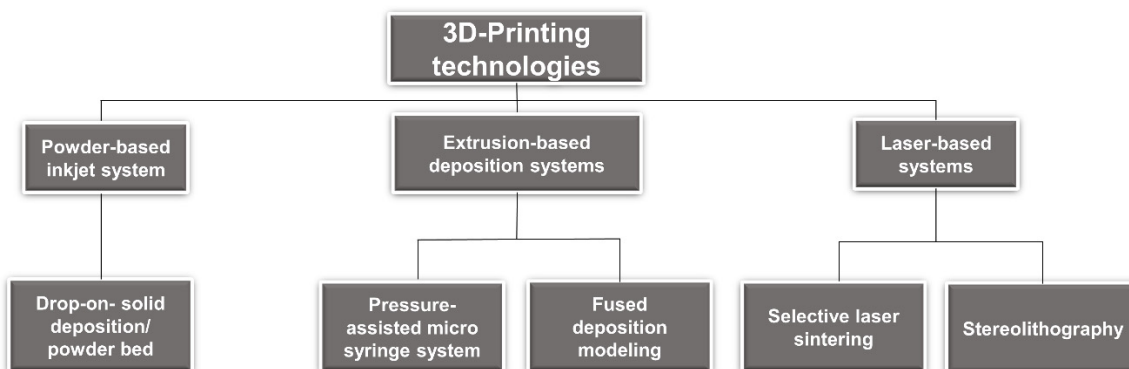 3D-Printing
technologies
Powder-based
inkjet system
Extrusion-based
deposition systems
Laser-based
systems
Drop-on- solid
deposition/
powder bed
Pressure-
assisted micro
syringe system
Fused
deposition
modeling
Selective laser
sintering
Stereolithography